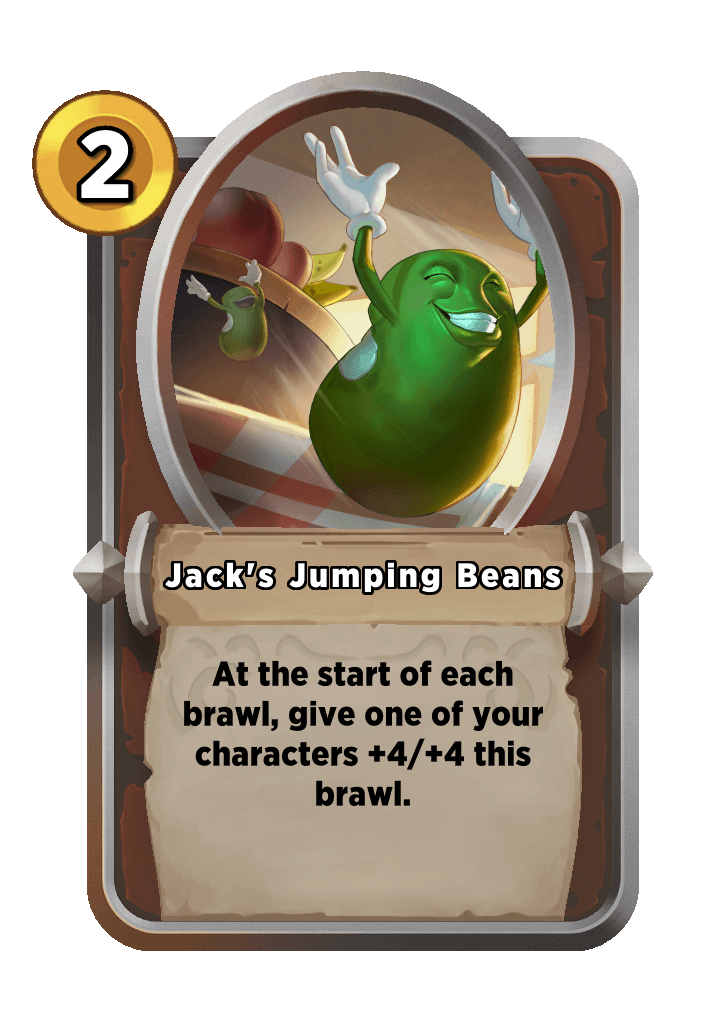 2
Jack's Jumping Beans
At the start of each
brawl, give one of your
characters +4/+4 this
brawl.